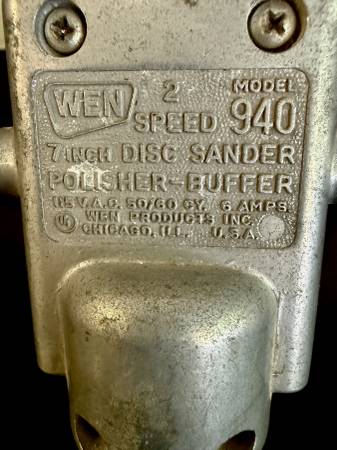 WEN 2 SPEED MODEL 940
7 INCH DISC SANDER
POLISHER-BUFFER
115 V. A.C. 50/60 CY. 6 AMPS.
UL WEN PRODUCTS INC.
CHICAGO, ILL. U.S.A.